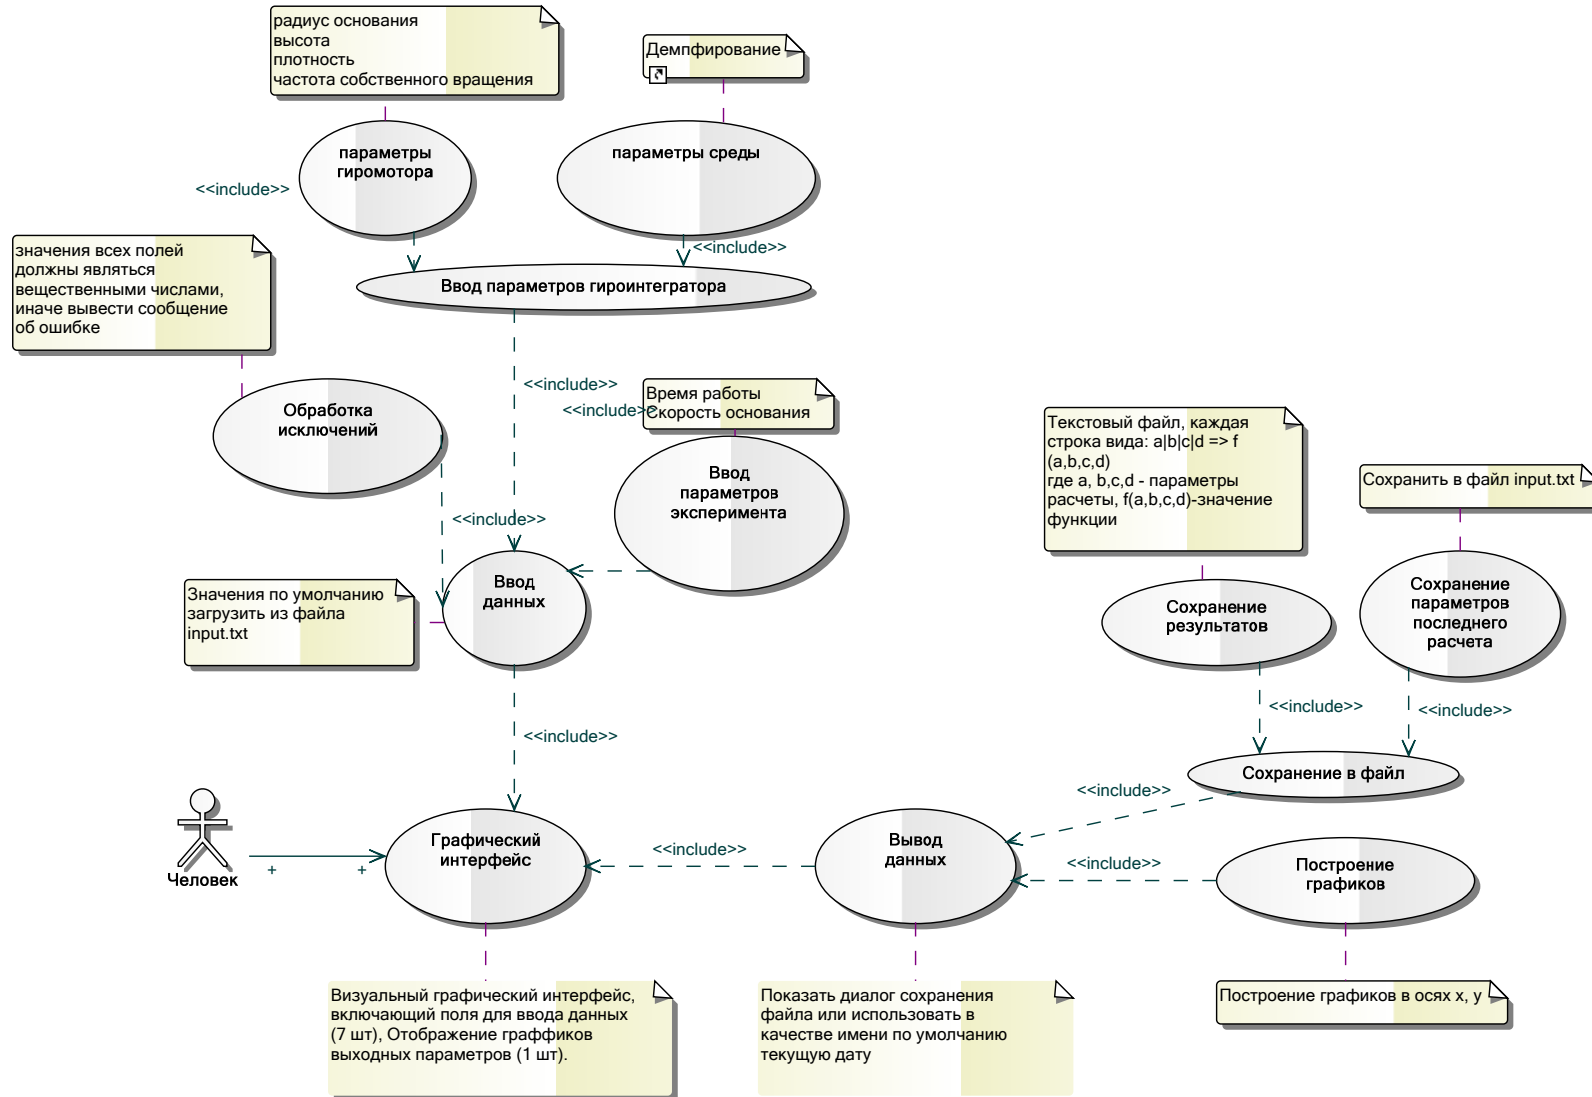 радиус основания
высота
плотность
частота собственного вращения
Демпфирование
параметры
гиромотора
параметры среды
<<include>>
<<include>>
значения всех полей
должны являться
вещественными числами,
иначе вывести сообщение
об ошибке
Ввод параметров гироинтегратора
<<include>>
<<include>>
Время работы
Скорость основания
Обработка
исключений
Ввод
параметров
эксперимента
<<include>>
Текстовый файл, каждая
строка вида: a|b|c|d => f
(a,b,c,d)
где a, b,c,d - параметры
расчеты, f(a,b,c,d)-значение
функции
Сохранить в файл input.txt
Ввод
данных
Значения по умолчанию
загрузить из файла
input.txt
Сохранение
результатов
Сохранение
параметров
последнего
расчета
<<include>>
<<include>>
<<include>>
Сохранение в файл
<<include>>
Человек
+
+
Графический
интерфейс
<<include>>
Вывод
данных
<<include>>
Построение
графиков
Визуальный графический интерфейс,
включающий поля для ввода данных
(7 шт), Отображение граффиков
выходных параметров (1 шт).
Показать диалог сохранения
файла или использовать в
качестве имени по умолчанию
текущую дату
Построение графиков в осях x, y